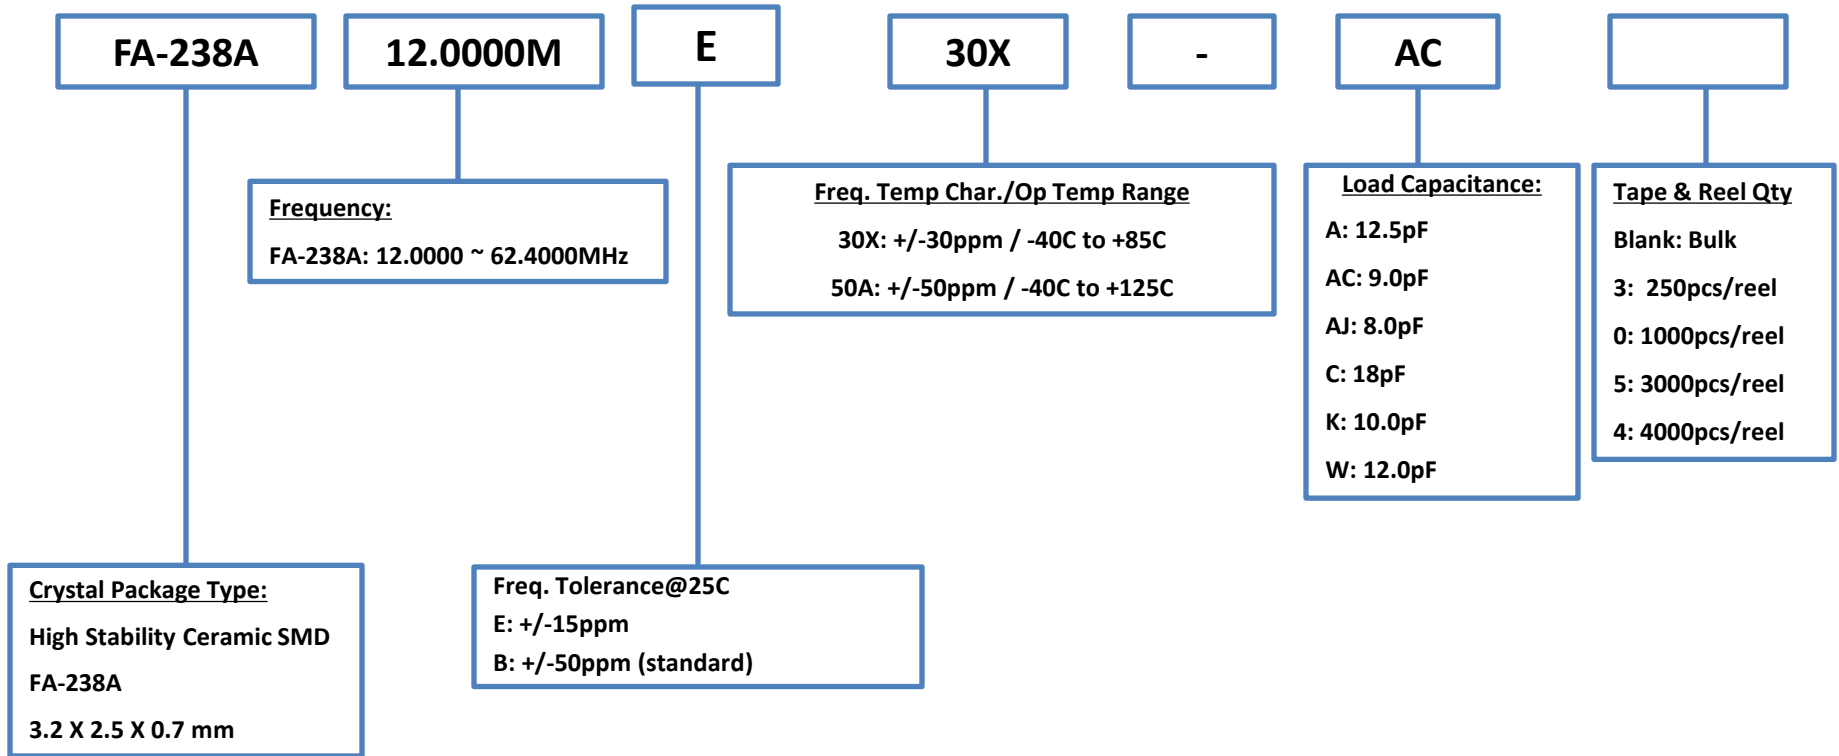 FA-238A
12.0000M
E
30X
-
AC
Frequency:
FA-238A: 12.0000 ~ 62.4000MHz
Freq. Temp Char./Op Temp Range
30X: +/-30ppm / -40C to +85C
50A: +/-50ppm / -40C to +125C
Load Capacitance:
A: 12.5pF
AC: 9.0pF
AJ: 8.0pF
C: 18pF
K: 10.0pF
W: 12.0pF
Tape & Reel Qty
Blank: Bulk
3:  250pcs/reel
0: 1000pcs/reel
5: 3000pcs/reel
4: 4000pcs/reel
Crystal Package Type:
High Stability Ceramic SMD
FA-238A
3.2 X 2.5 X 0.7 mm
Freq. Tolerance@25C
E: +/-15ppm
B: +/-50ppm (standard)